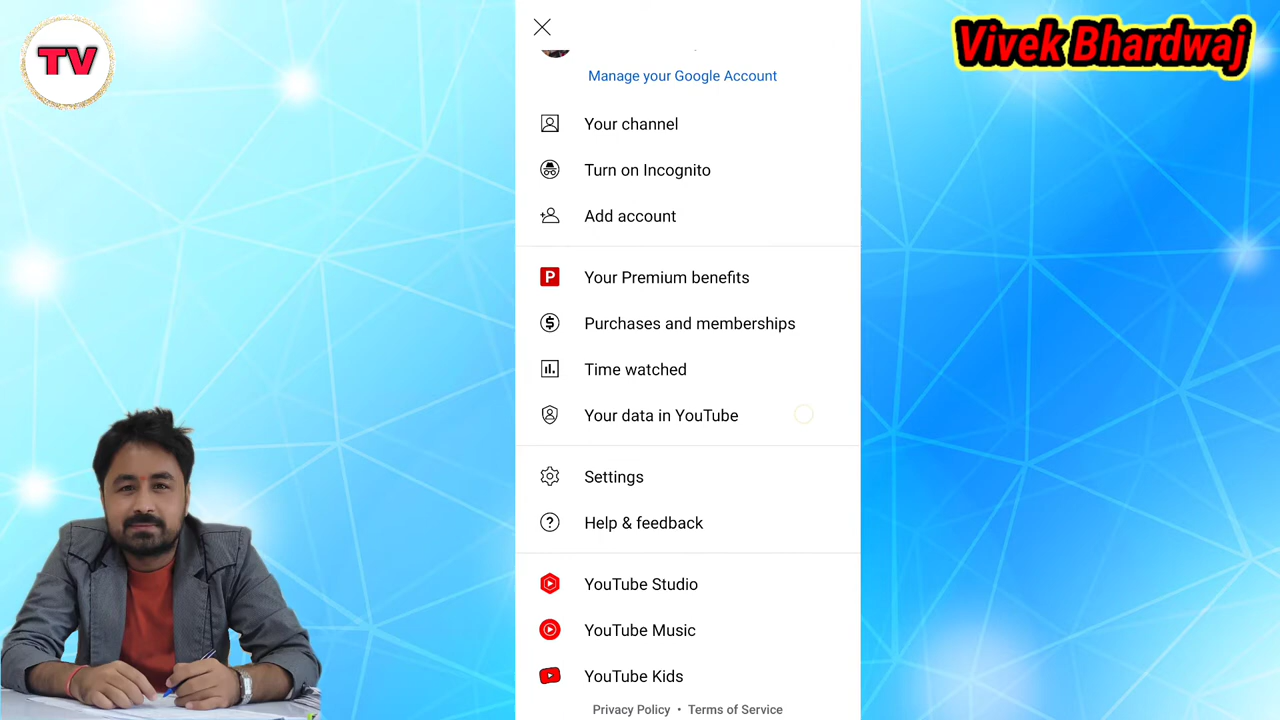 TV
Vivek Bhardwaj
Manage your Google Account
Your channel
Turn on Incognito
Add account
P
Your Premium benefits
Purchases and memberships
Time watched
Your data in YouTube
Settings
Help & feedback
YouTube Studio
YouTube Music
YouTube Kids
Privacy Policy • Terms of Service